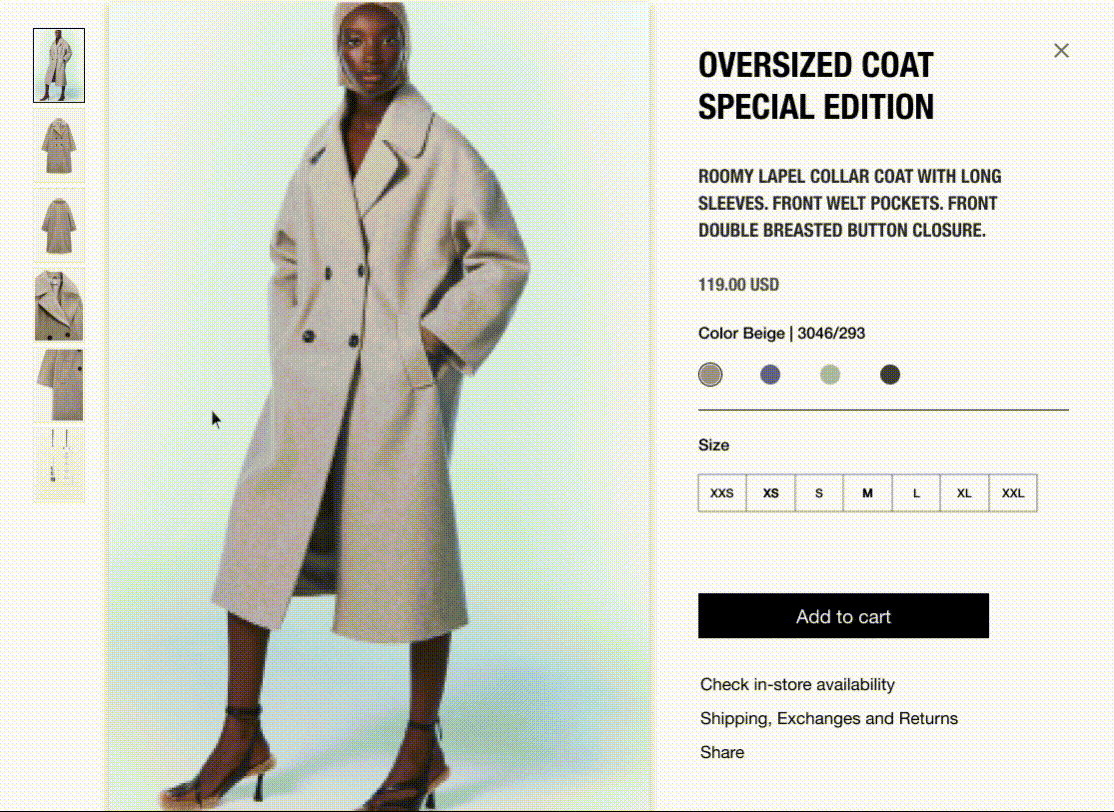 OVERSIZED COAT
SPECIAL EDITION
ROOMY LAPEL COLLAR COAT WITH LONG
SLEEVES. FRONT WELT POCKETS. FRONT
DOUBLE BREASTED BUTTON CLOSURE.
119.00 USD
Color Beige | 3046/293
Size
XXS XS S M L XL XXL
Add to cart
Check in-store availability
Shipping, Exchanges and Returns
Share